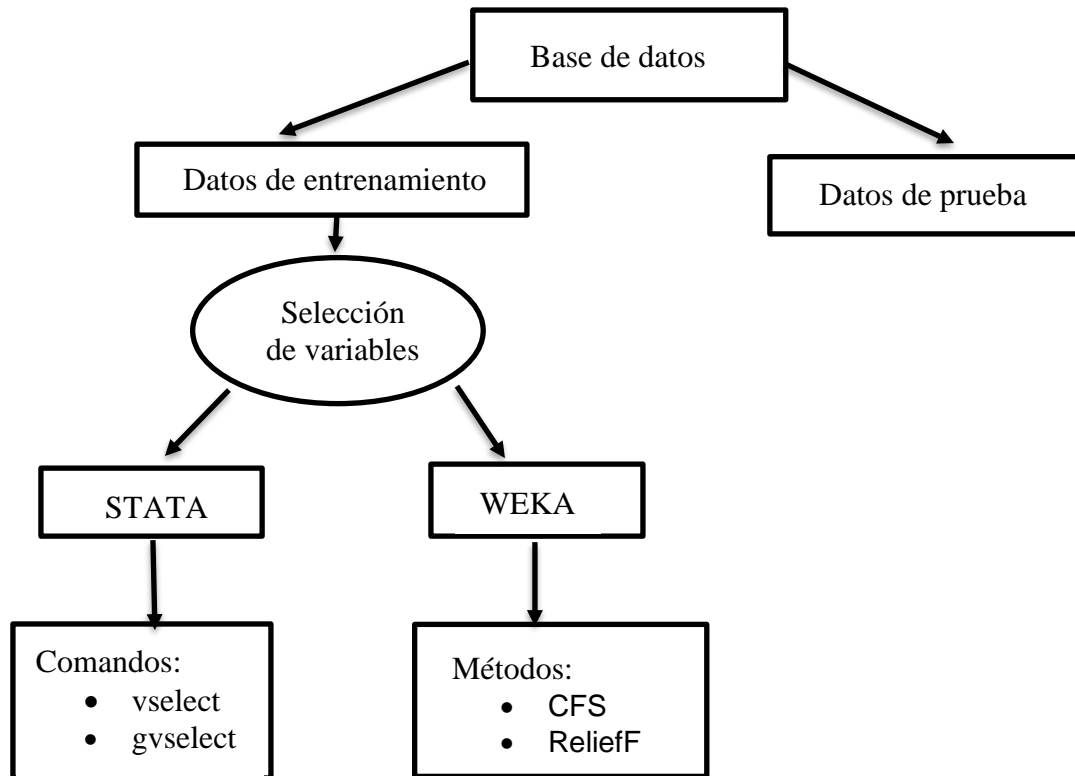 Base de datos
Datos de entrenamiento
Datos de prueba
Selección
de variables
STATA
WEKA
Comandos:
• vselect
• gvselect
Métodos:
• CFS
• ReliefF